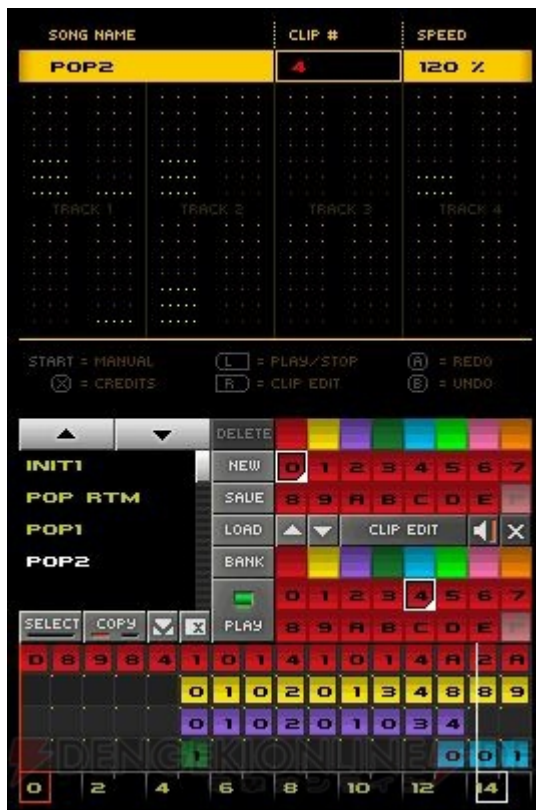 SONG NAME CLIP # SPEED
POP2 4 120 %
TRACK 1 TRACK 2 TRACK 3 TRACK 4
START = MANUAL L = PLAY/STOP A = REDO
X = CREDITS R = CLIP EDIT B = UNDO
DELETE
INIT1 NEW 0 1 2 3 4 5 6 7
POP RTM SAVE 8 9 A B C D E F
POP1 LOAD CLIP EDIT X
POP2 BANK
0 1 2 3 4 5 6 7
SELECT COPY X PLAY 8 9 A B C D E F
D 8 9 8 4 1 0 1 4 1 0 1 4 A 2 A
0 1 0 2 0 1 3 4 8 8 9
0 1 0 2 0 1 0 3 4
1 0 0 1
DENGEKIONLINE
0 2 4 6 8 10 12 14